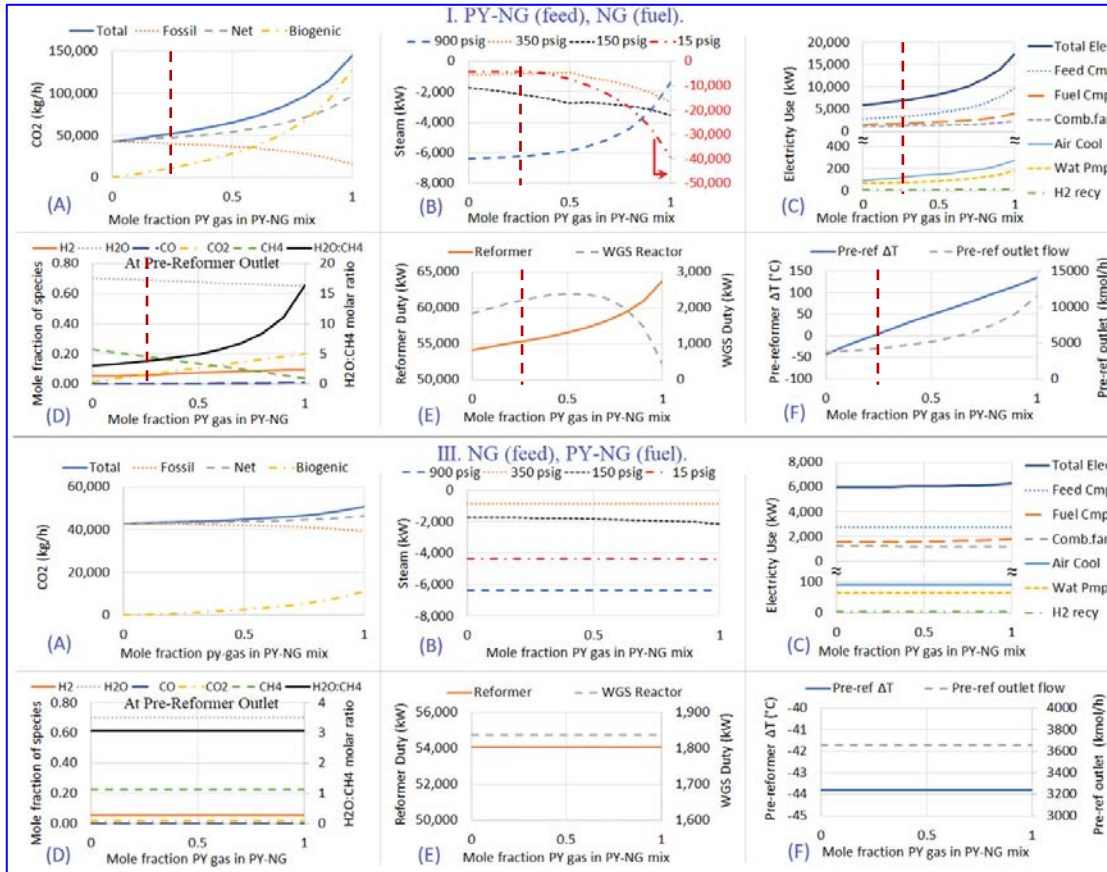 I. PY-NG (feed), NG (fuel).
Total Fossil Net Biogenic
150,000
100,000
50,000
0
CO2 (kg/h)
0 0.5 1
(A) Mole fraction PY gas in PY-NG mix
900 psig 350 psig 150 psig 15 psig
0
-2,000
-4,000
-6,000
-8,000
Steam (kW)
0
-10,000
-20,000
-30,000
-40,000
-50,000
0 0.5 1
(B) Mole fraction PY gas in PY-NG mix
20,000
15,000
10,000
5,000
0
400
200
0
Electricity Use (kW)
Total Elec
Feed Cmp
Fuel Cmp
Comb.fan
Air Cool
Wat Pmp
H2 recy
0 0.5 1
(C) Mole fraction PY gas in PY-NG mix
H2 H2O CO CO2 CH4 H2O:CH4
At Pre-Reformer Outlet
0.80
0.60
0.40
0.20
0.00
Mole fraction of species
20
15
10
5
0
H2O:CH4 molar ratio
0 0.5 1
(D) Mole fraction PY gas in PY-NG
Reformer WGS Reactor
65,000
60,000
55,000
50,000
Reformer Duty (kW)
3,000
2,000
1,000
0
WGS Duty (kW)
0 0.5 1
(E) Mole fraction PY gas in PY-NG mix
Pre-ref ΔT Pre-ref outlet flow
150
100
50
0
-50
-100
Pre-reformer ΔT (°C)
15000
10000
5000
0
Pre-ref outlet (kmol/h)
0 0.5 1
(F) Mole fraction PY gas in PY-NG mix
III. NG (feed), PY-NG (fuel).
Total Fossil Net Biogenic
60,000
40,000
20,000
0
CO2 (kg/h)
0 0.5 1
(A) Mole fraction py-gas in PY-NG mix
900 psig 350 psig 150 psig 15 psig
0
-2,000
-4,000
-6,000
-8,000
Steam (kW)
0 0.5 1
(B) Mole fraction PY gas in PY-NG mix
8,000
6,000
4,000
2,000
0
100
0
Electricty Use (kW)
Total Elec
Feed Cmp
Fuel Cmp
Comb.fan
Air Cool
Wat Pmp
H2 recy
0 0.5 1
(C) Mole fraction PY gas in PY-NG mix
H2 H2O CO CO2 CH4 H2O:CH4
At Pre-Reformer Outlet
0.80
0.60
0.40
0.20
0.00
Mole fraction of species
4
3
2
1
0
H2O:CH4 molar ratio
0 0.5 1
(D) Mole fraction PY gas in PY-NG
Reformer WGS Reactor
56,000
54,000
52,000
50,000
Reformer Duty (kW)
1,900
1,800
1,700
1,600
WGS Duty (kW)
0 0.5 1
(E) Mole fraction PY gas in PY-NG mix
Pre-ref ΔT Pre-ref outlet flow
-40
-41
-42
-43
-44
-45
Pre-reformer ΔT (°C)
4000
3800
3600
3400
3200
3000
Pre-ref outlet (kmol/h)
0 0.5 1
(F) Mole fraction PY gas in PY-NG mix